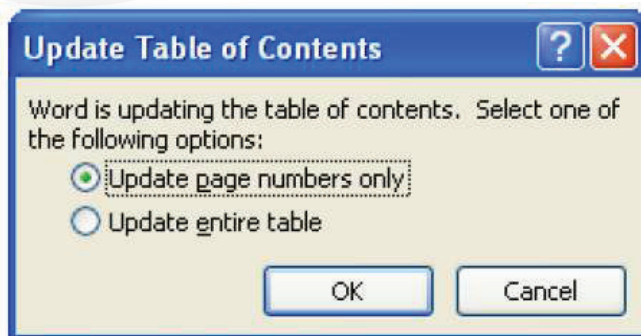 Update Table of Contents
Word is updating the table of contents. Select one of
the following options:
Update page numbers only
Update entire table
OK Cancel